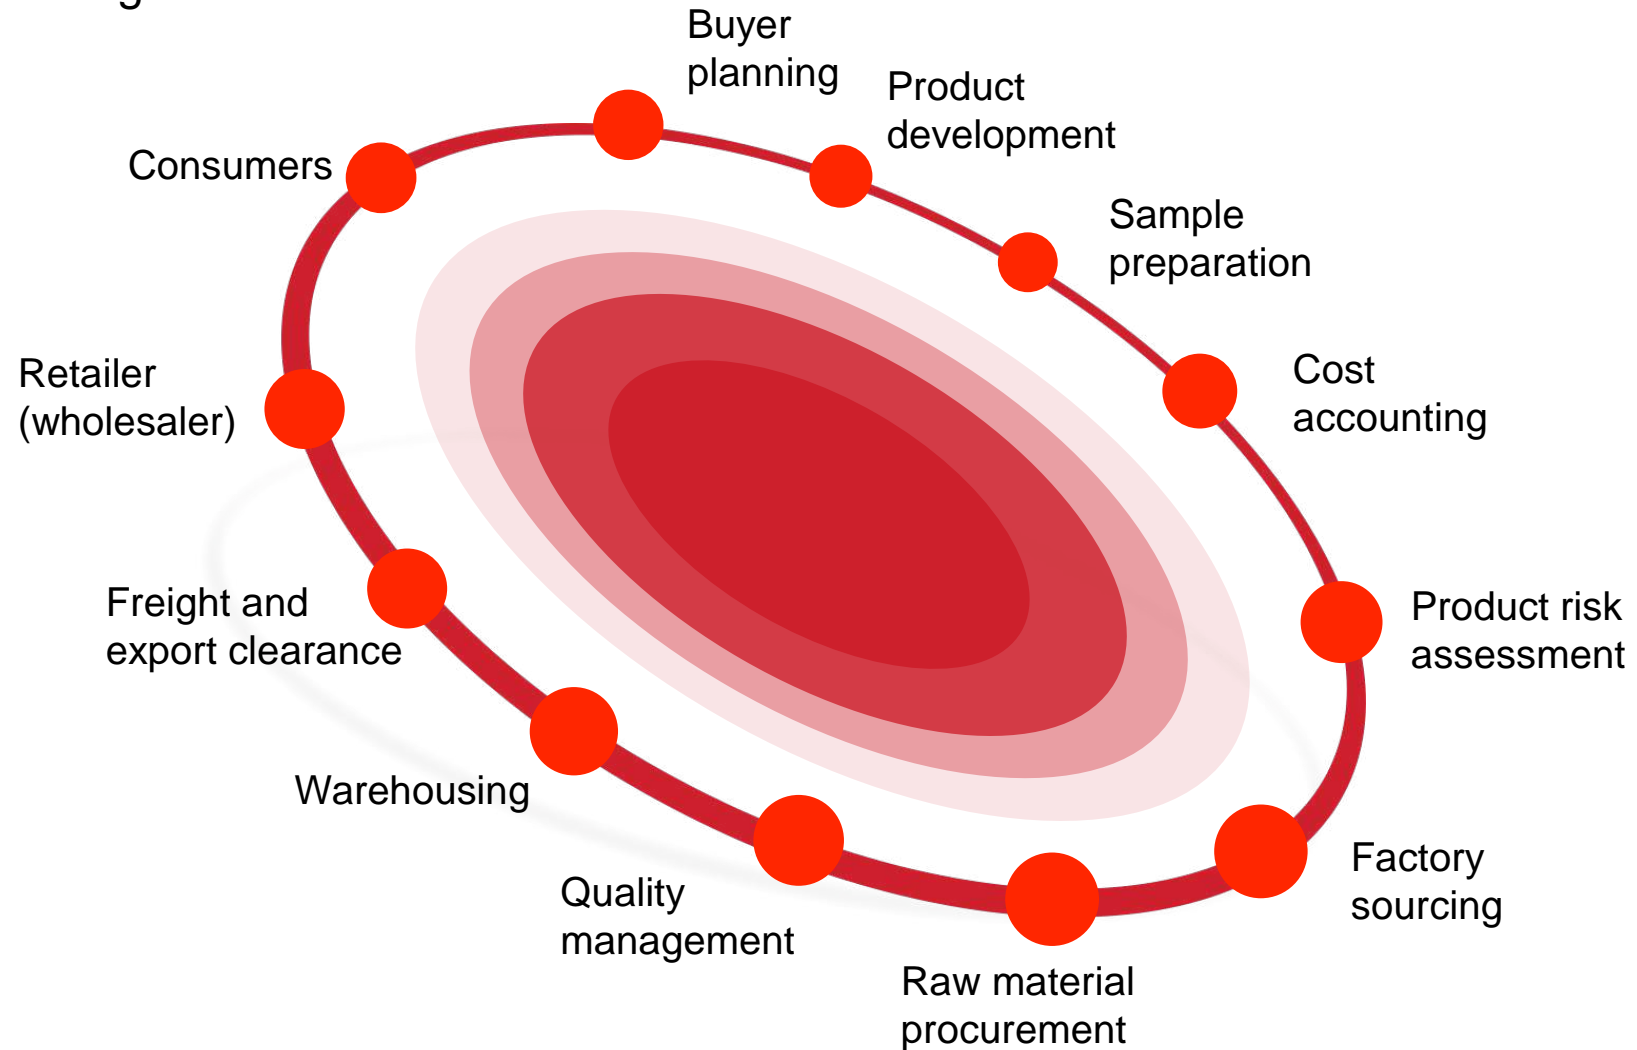 Buyer
planning
Product
development
Consumers
Sample
preparation
Retailer
(wholesaler)
Cost
accounting
Freight and
export clearance
Product risk
assessment
Warehousing
Factory
sourcing
Quality
management
Raw material
procurement